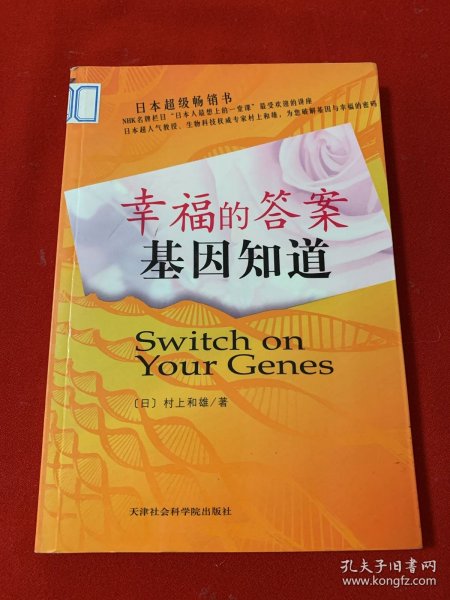 日本超级畅销书
NHK名牌栏目“日本人最想上的一堂课”最受欢迎的讲座
日本超人气教授、生物科技权威专家村上和雄，为您破解基因与幸福的密码
幸福的答案
基因知道
Switch on
Your Genes
〔日〕村上和雄/著
天津社会科学院出版社
孔夫子旧书网
www.kongfz.com